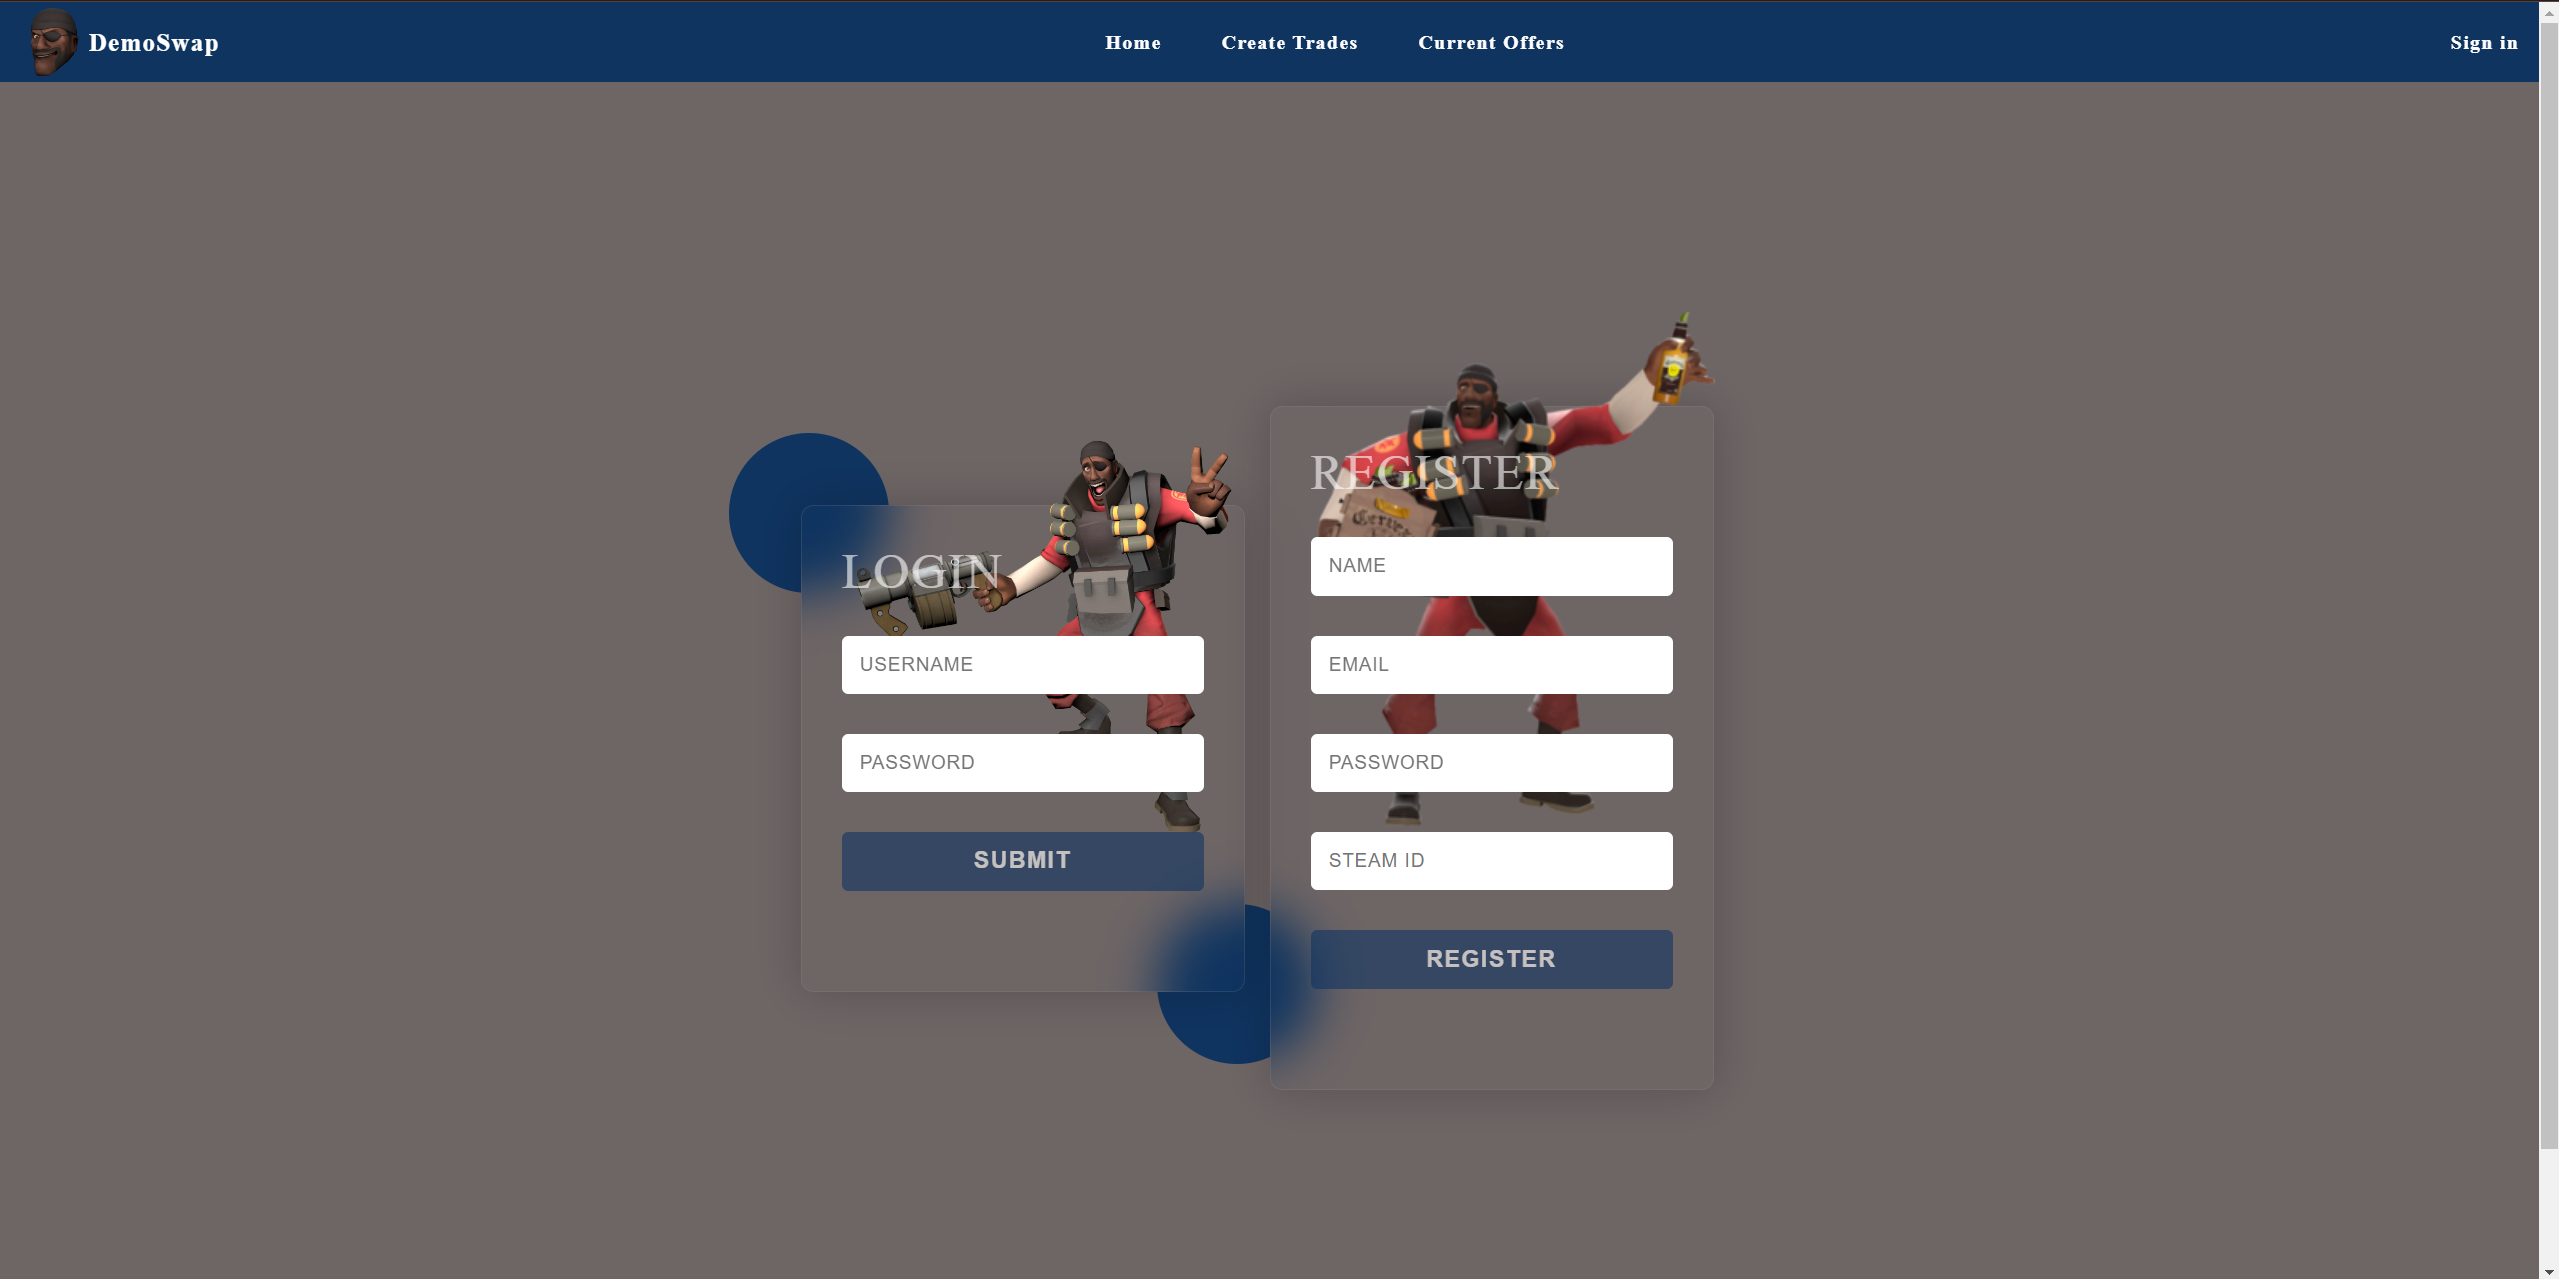 DemoSwap
Home
Create Trades
Current Offers
Sign in
LOGIN
USERNAME
PASSWORD
SUBMIT
REGISTER
NAME
EMAIL
PASSWORD
STEAM ID
REGISTER